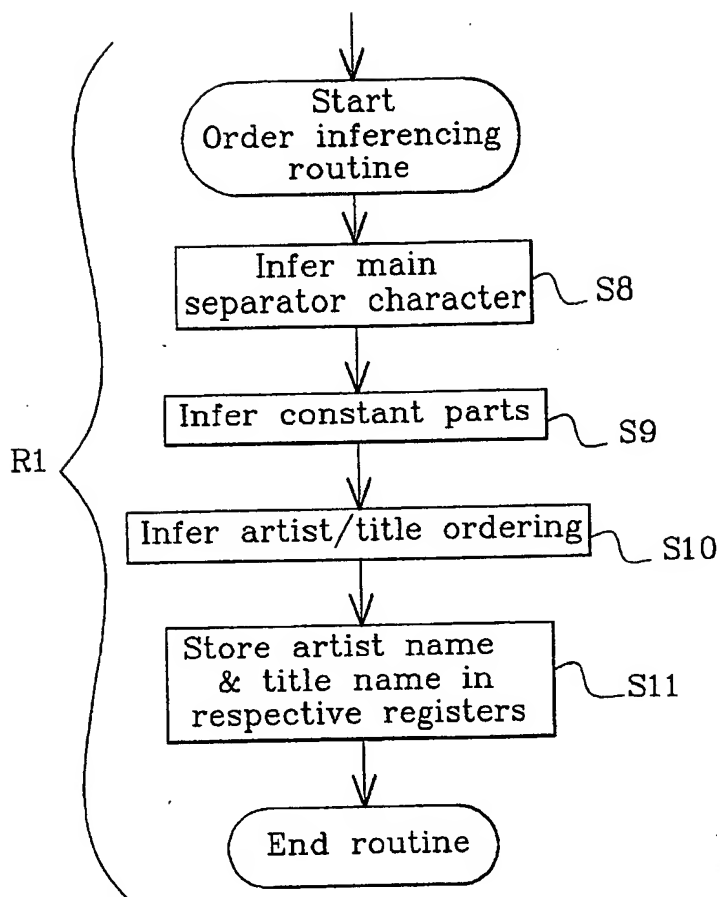 Start
Order inferencing
routine
Infer main
separator character
S8
Infer constant parts
S9
R1
Infer artist/title ordering
S10
Store artist name
& title name in
respective registers
S11
End routine